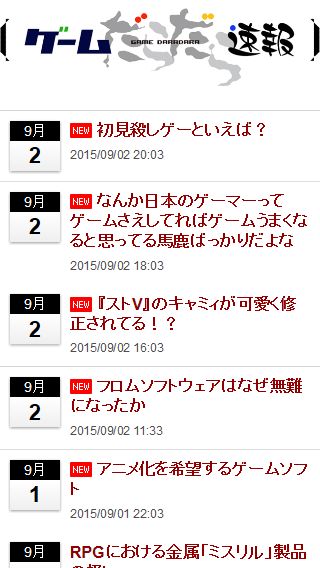 ゲームだらだら速報
GAME DARADARA
9月
2
NEW 初見殺しゲーといえば？
2015/09/02 20:03
9月
2
NEW なんか日本のゲーマーって
ゲームさえしてればゲームうまくな
ると思ってる馬鹿ばっかりだよな
2015/09/02 18:03
9月
2
NEW 『ストV』のキャミィが可愛く修
正されてる！？
2015/09/02 16:03
9月
2
NEW フロムソフトウェアはなぜ無難
になったか
2015/09/02 11:33
9月
1
NEW アニメ化を希望するゲームソフ
ト
2015/09/01 22:03
9月
RPGにおける金属「ミスリル」製品